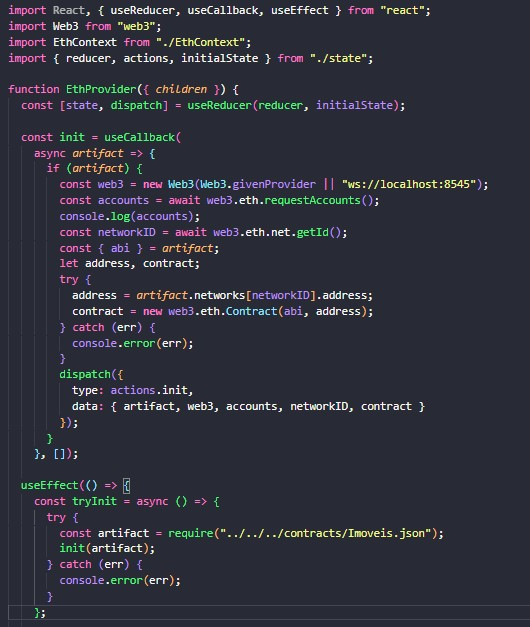 import React, { useReducer, useCallback, useEffect } from "react";
import Web3 from "web3";
import EthContext from "./EthContext";
import { reducer, actions, initialState } from "./state";

function EthProvider({ children }) {
  const [state, dispatch] = useReducer(reducer, initialState);

  const init = useCallback(
    async artifact => {
      if (artifact) {
        const web3 = new Web3(Web3.givenProvider || "ws://localhost:8545");
        const accounts = await web3.eth.requestAccounts();
        console.log(accounts);
        const networkID = await web3.eth.net.getId();
        const { abi } = artifact;
        let address, contract;
        try {
          address = artifact.networks[networkID].address;
          contract = new web3.eth.Contract(abi, address);
        } catch (err) {
          console.error(err);
        }
        dispatch({
          type: actions.init,
          data: { artifact, web3, accounts, networkID, contract }
        });
      }
    }, []);

  useEffect(() => {
    const tryInit = async () => {
      try {
        const artifact = require("../../../contracts/Imoveis.json");
        init(artifact);
      } catch (err) {
        console.error(err);
      }
    };